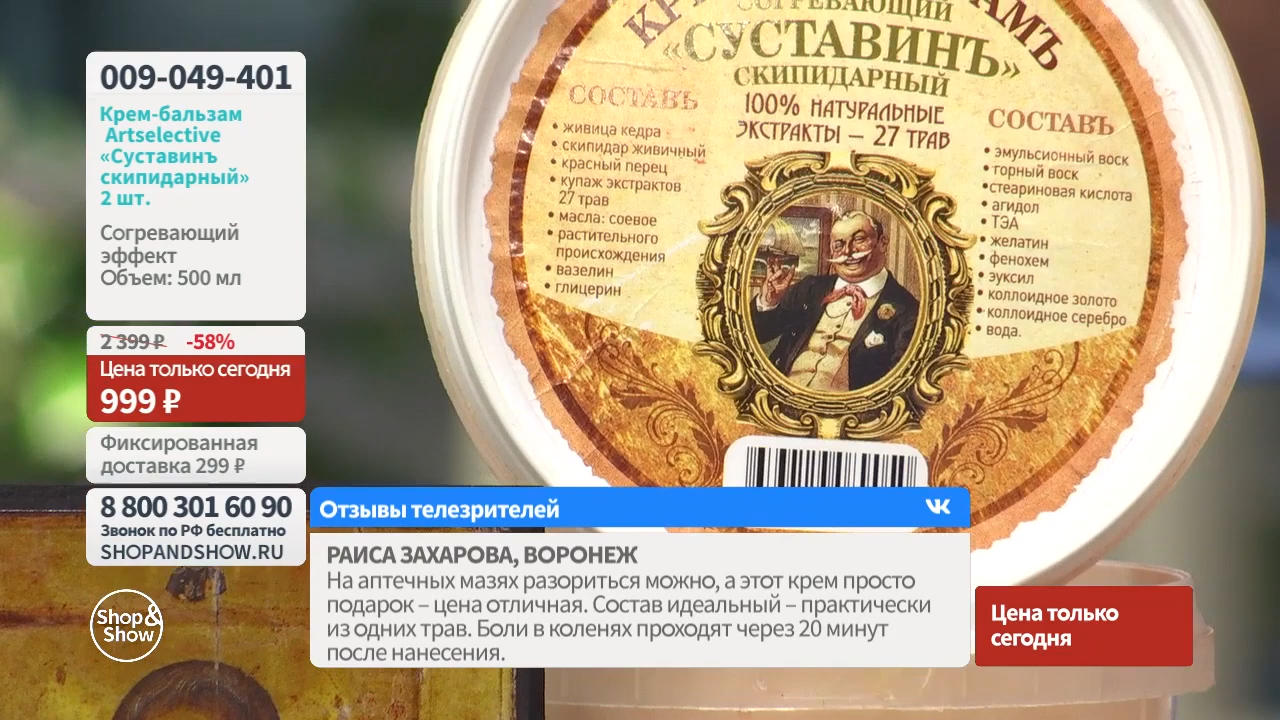 009-049-401
Крем-бальзам
Artselective
«Суставинъ
скипидарный»
2 шт.
Согревающий
эффект
Объем: 500 мл
2 399 ₽ -58%
Цена только сегодня
999 ₽
Фиксированная
доставка 299 ₽
8 800 301 60 90
Звонок по РФ бесплатно
SHOPANDSHOW.RU
Shop&
Show
СОГРЕВАЮЩИЙ
«СУСТАВИНЪ»
СКИПИДАРНЫЙ
100% НАТУРАЛЬНЫЕ
ЭКСТРАКТЫ – 27 ТРАВ
СОСТАВЪ
• живица кедра
• скипидар живичный
• красный перец
• купаж экстрактов
27 трав
• масла: соевое
• растительного
происхождения
• вазелин
• глицерин
СОСТАВЪ
• эмульсионный воск
• горный воск
• стеариновая кислота
• агидол
• ТЭА
• желатин
• фенохем
• эуксил
• коллоидное золото
• коллоидное серебро
• вода.
Отзывы телезрителей
РАИСА ЗАХАРОВА, ВОРОНЕЖ
На аптечных мазях разориться можно, а этот крем просто
подарок – цена отличная. Состав идеальный – практически
из одних трав. Боли в коленях проходят через 20 минут
после нанесения.
Цена только
сегодня